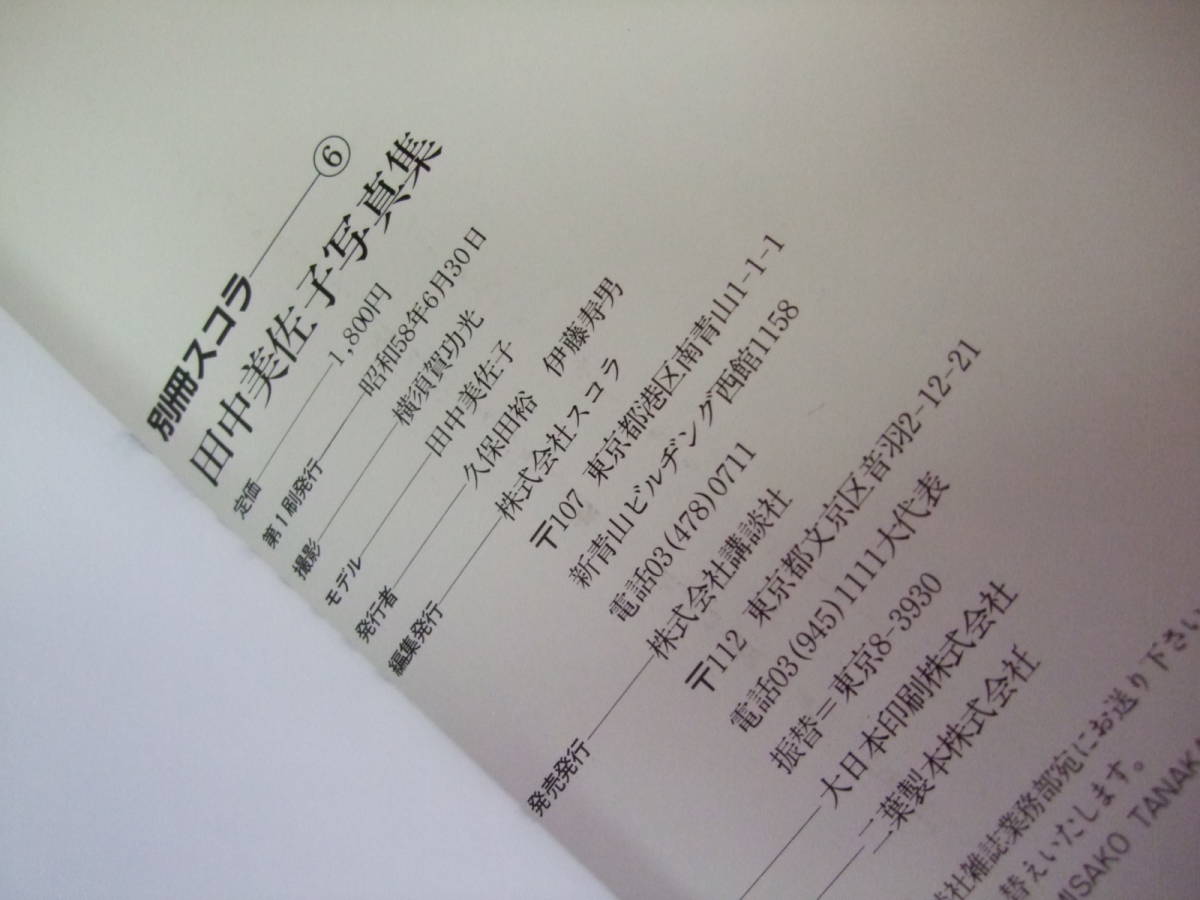 別冊スコラ ⑥
田中美佐子写真集
定価 1,800円
第1刷発行 昭和58年6月30日
撮影 横須賀功光
モデル 田中美佐子
発行者 久保田裕 伊藤寿男
編集発行 株式会社スコラ
〒107 東京都港区南青山1-1-1
新青山ビルヂング西館1158
電話03(478)0711
発売発行 株式会社講談社
〒112 東京都文京区音羽2-12-21
電話03(945)1111大代表
振替=東京8-3930
大日本印刷株式会社
二葉製本株式会社
社雑誌業務部宛にお送り下さい
替えいたします。
MISAKO TANAKA